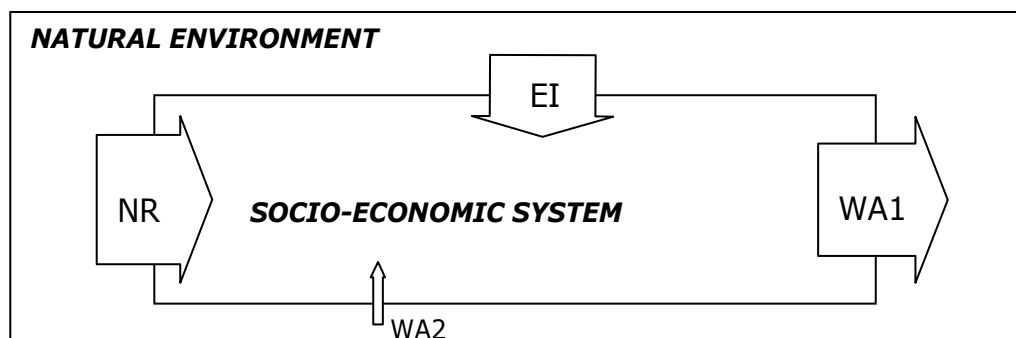 NATURAL ENVIRONMENT
EI
NR
SOCIO-ECONOMIC SYSTEM
WA1
WA2